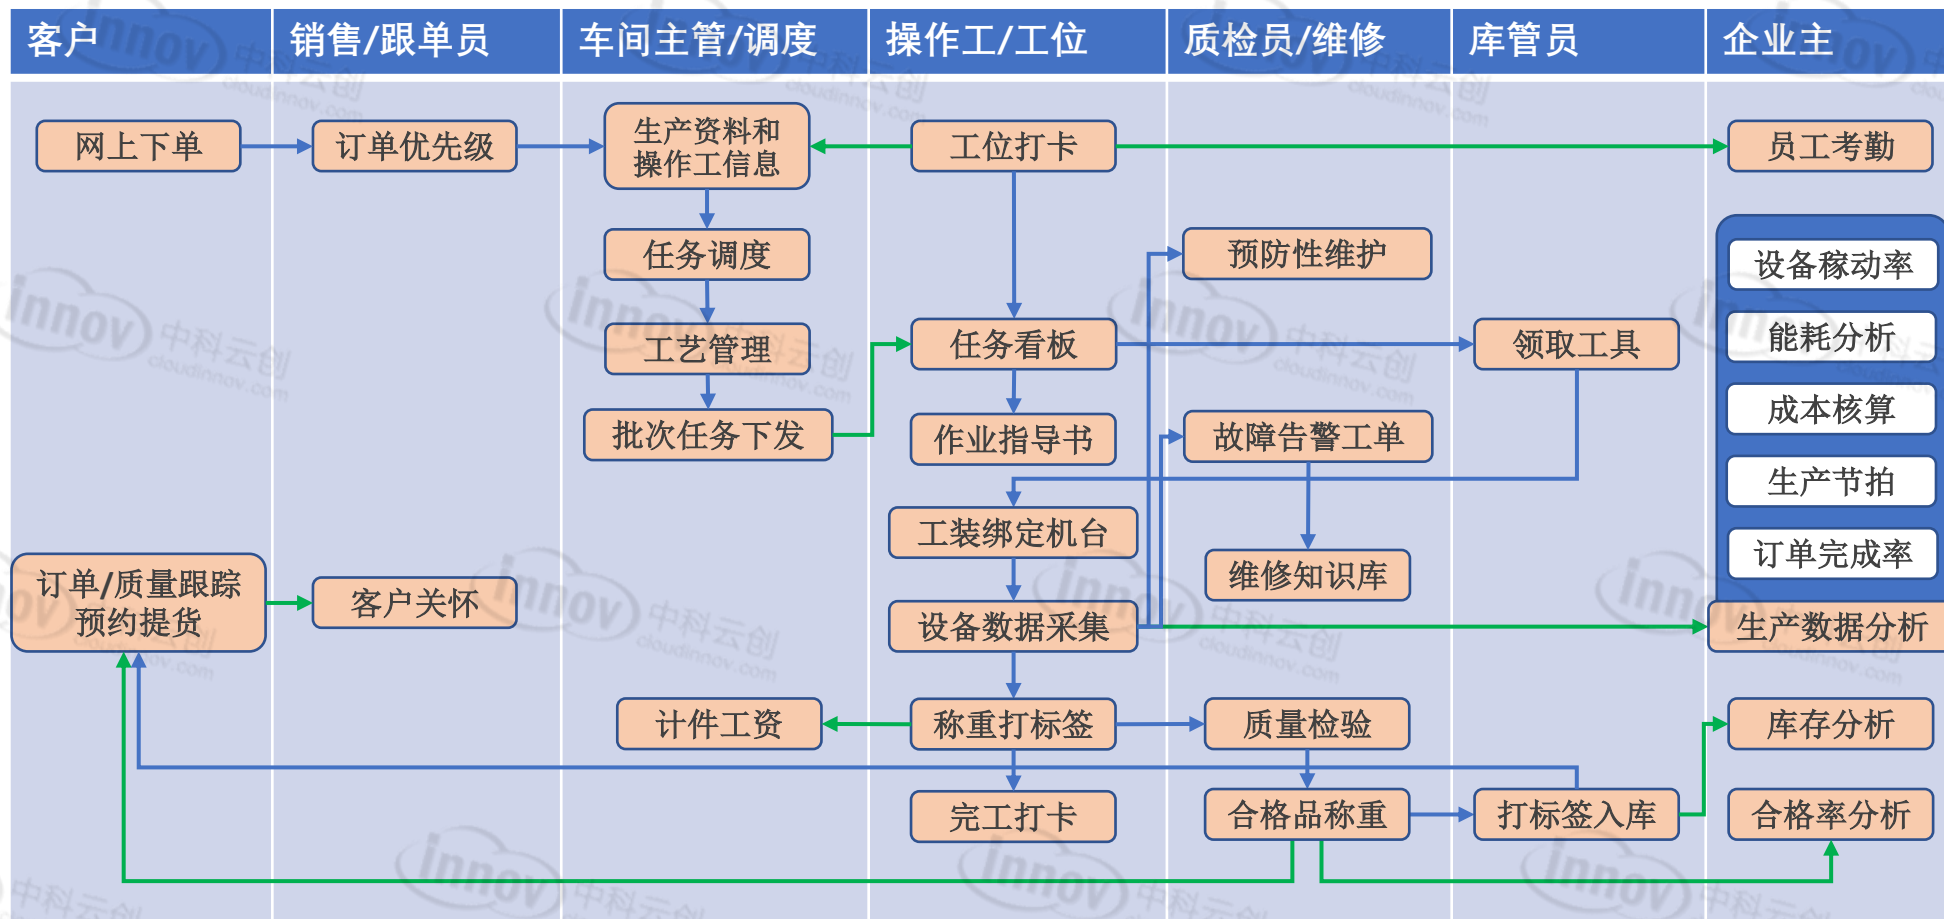 客户
销售/跟单员
车间主管/调度
操作工/工位
质检员/维修
库管员
企业主
网上下单
订单优先级
生产资料和
操作工信息
工位打卡
员工考勤
任务调度
预防性维护
设备稼动率
工艺管理
任务看板
领取工具
能耗分析
批次任务下发
作业指导书
故障告警工单
成本核算
生产节拍
工装绑定机台
订单完成率
订单/质量跟踪
预约提货
客户关怀
维修知识库
设备数据采集
生产数据分析
计件工资
称重打标签
质量检验
库存分析
完工打卡
合格品称重
打标签入库
合格率分析
innov
中科云创
cloudinnov.com